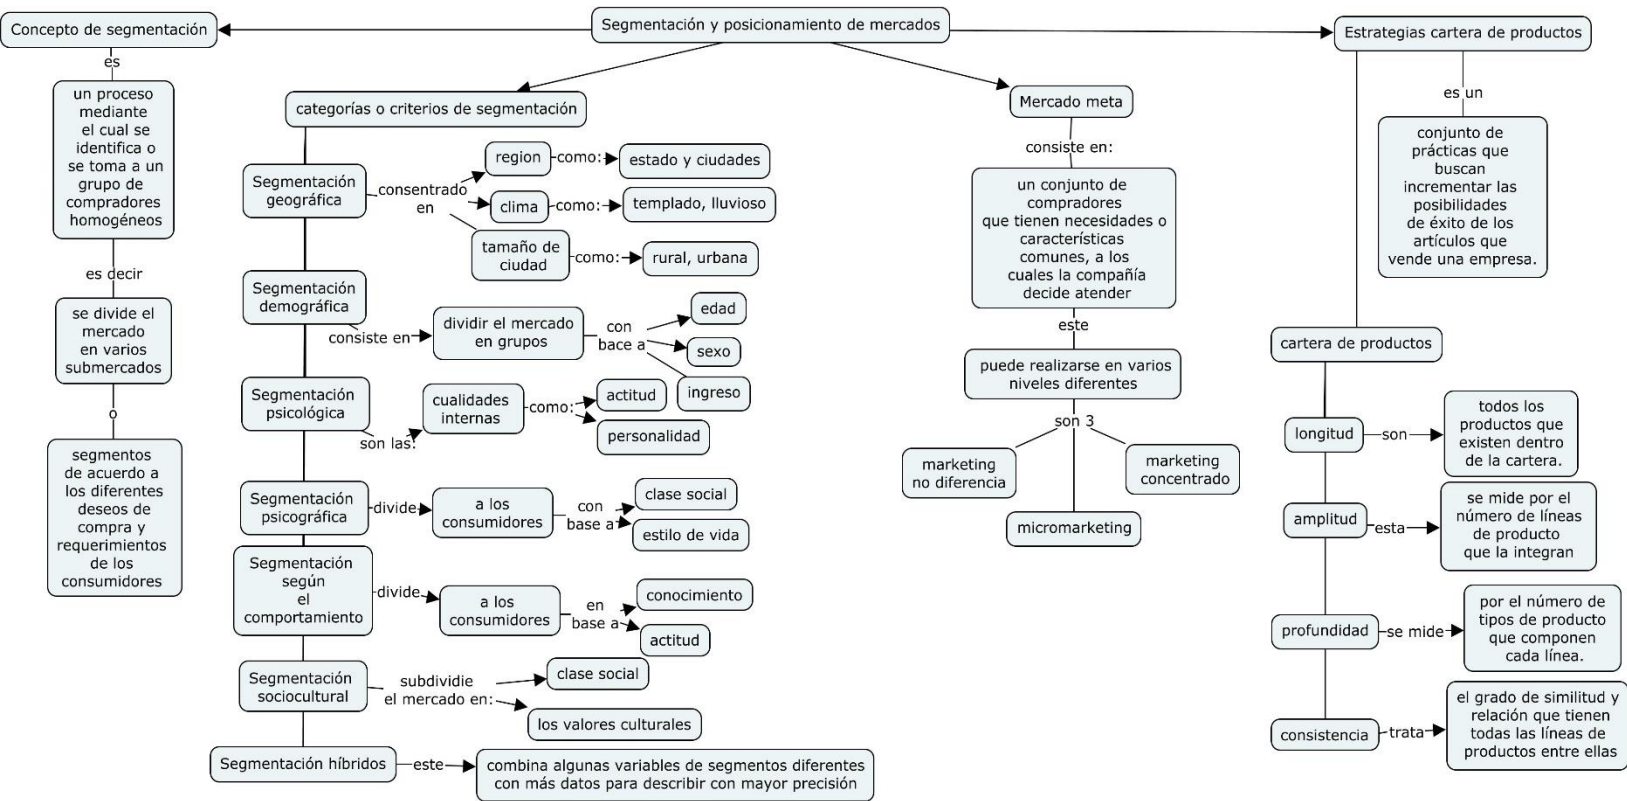 Segmentación y posicionamiento de mercados
Concepto de segmentación
es
un proceso
mediante
el cual se
identifica o
se toma a un
grupo de
compradores
homogéneos
es decir
se divide el
mercado
en varios
submercados
o
segmentos
de acuerdo a
los diferentes
deseos de
compra y
requerimientos
de los
consumidores
categorías o criterios de segmentación
Segmentación
geográfica
consentrado
en
region
como:
estado y ciudades
clima
como:
templado, lluvioso
tamaño de
ciudad
como:
rural, urbana
Segmentación
demográfica
consiste en
dividir el mercado
en grupos
con
bace a
edad
sexo
ingreso
Segmentación
psicológica
son las:
cualidades
internas
como:
actitud
personalidad
Segmentación
psicográfica
divide
a los
consumidores
con
base a
clase social
estilo de vida
Segmentación
según
el
comportamiento
divide
a los
consumidores
en
base a
conocimiento
actitud
Segmentación
sociocultural
subdividie
el mercado en:
clase social
los valores culturales
Segmentación híbridos
este
combina algunas variables de segmentos diferentes
con más datos para describir con mayor precisión
Mercado meta
consiste en:
un conjunto de
compradores
que tienen necesidades o
características
comunes, a los
cuales la compañía
decide atender
este
puede realizarse en varios
niveles diferentes
son 3
marketing
no diferencia
micromarketing
marketing
concentrado
Estrategias cartera de productos
es un
conjunto de
prácticas que
buscan
incrementar las
posibilidades
de éxito de los
artículos que
vende una empresa.
cartera de productos
longitud
son
todos los
productos que
existen dentro
de la cartera.
amplitud
esta
se mide por el
número de líneas
de producto
que la integran
profundidad
se mide
por el número de
tipos de producto
que componen
cada línea.
consistencia
trata
el grado de similitud y
relación que tienen
todas las líneas de
productos entre ellas